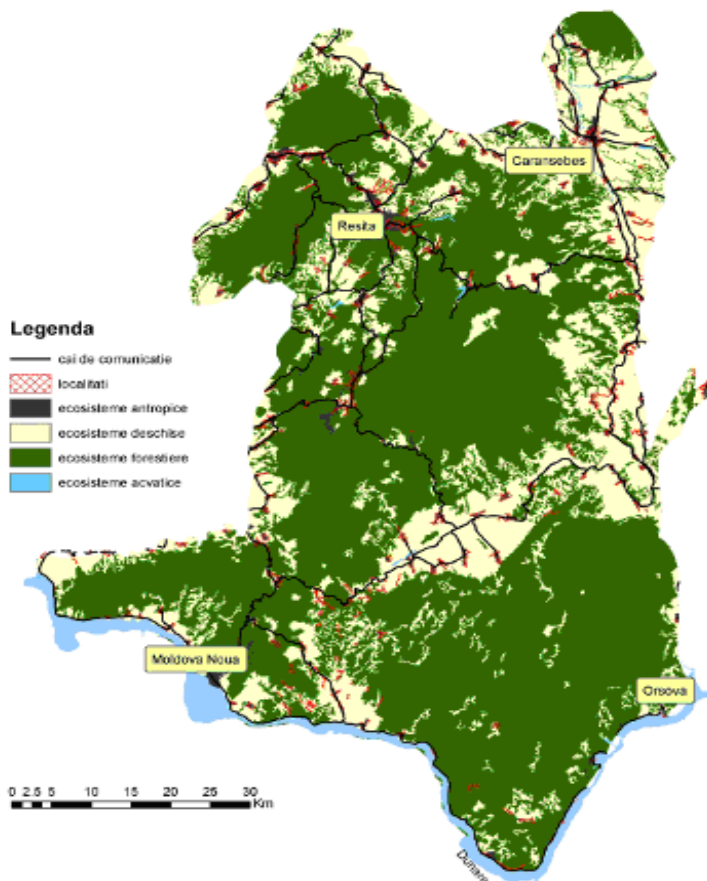 Caransebes
Resita
Legenda
cai de comunicatie
localitati
ecosisteme antropice
ecosisteme deschise
ecosisteme forestiere
ecosisteme acvatice
Moldova Noua
Orsova
0 2.5 5 10 15 20 25 30
Km
Dunare